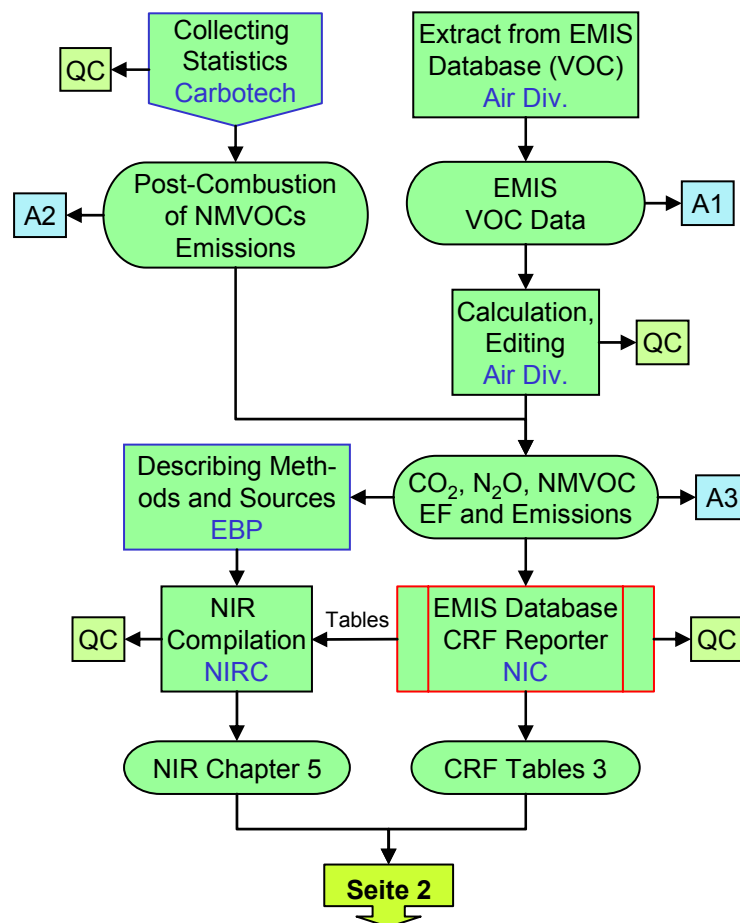 Collecting
Statistics
Carbotech
QC
Extract from EMIS
Database (VOC)
Air Div.
Post-Combustion
of NMVOCs
Emissions
A2
EMIS
VOC Data
A1
Calculation,
Editing
Air Div.
QC
Describing Meth-
ods and Sources
EBP
CO₂, N₂O, NMVOC
EF and Emissions
A3
QC
NIR
Compilation
NIRC
Tables
EMIS Database
CRF Reporter
NIC
QC
NIR Chapter 5
CRF Tables 3
Seite 2